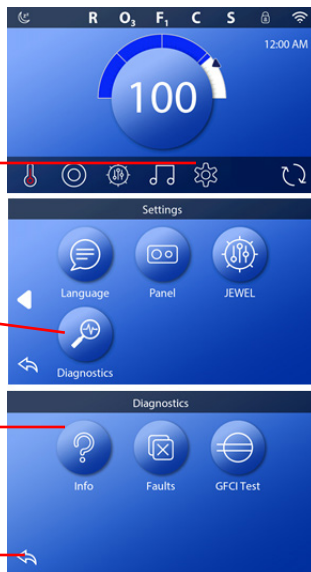 R O₃ F₁ C S
12:00 AM
100
Settings
Language Panel JEWEL
Diagnostics
Diagnostics
Info Faults GFCI Test